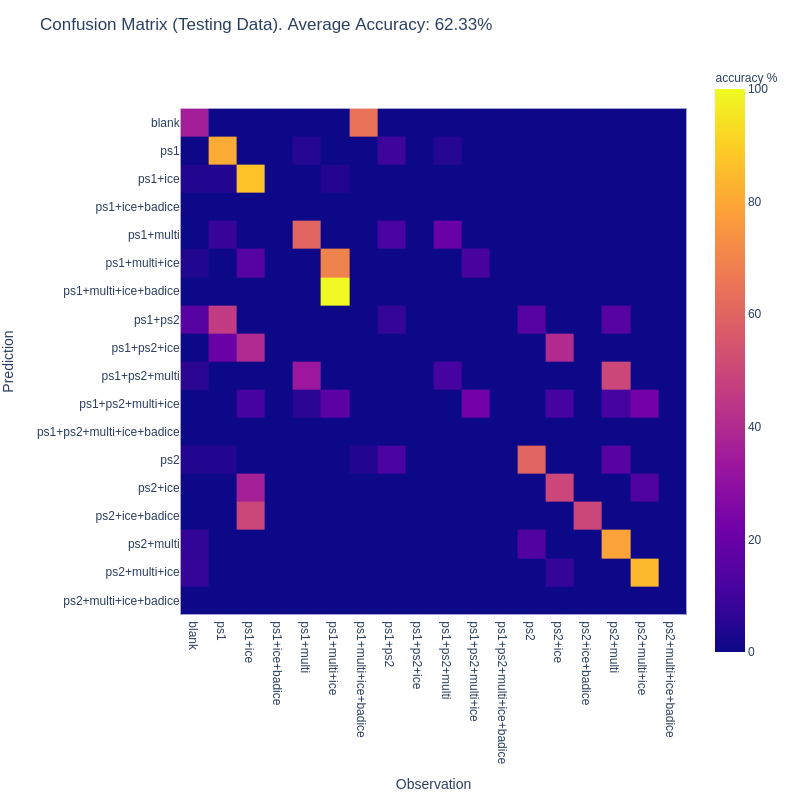 Confusion Matrix (Testing Data). Average Accuracy: 62.33%
accuracy %
100
80
60
40
20
0
Prediction
blank
ps1
ps1+ice
ps1+ice+badice
ps1+multi
ps1+multi+ice
ps1+multi+ice+badice
ps1+ps2
ps1+ps2+ice
ps1+ps2+multi
ps1+ps2+multi+ice
ps1+ps2+multi+ice+badice
ps2
ps2+ice
ps2+ice+badice
ps2+multi
ps2+multi+ice
ps2+multi+ice+badice
blank
ps1
ps1+ice
ps1+ice+badice
ps1+multi
ps1+multi+ice
ps1+multi+ice+badice
ps1+ps2
ps1+ps2+ice
ps1+ps2+multi
ps1+ps2+multi+ice
ps1+ps2+multi+ice+badice
ps2
ps2+ice
ps2+ice+badice
ps2+multi
ps2+multi+ice
ps2+multi+ice+badice
Observation